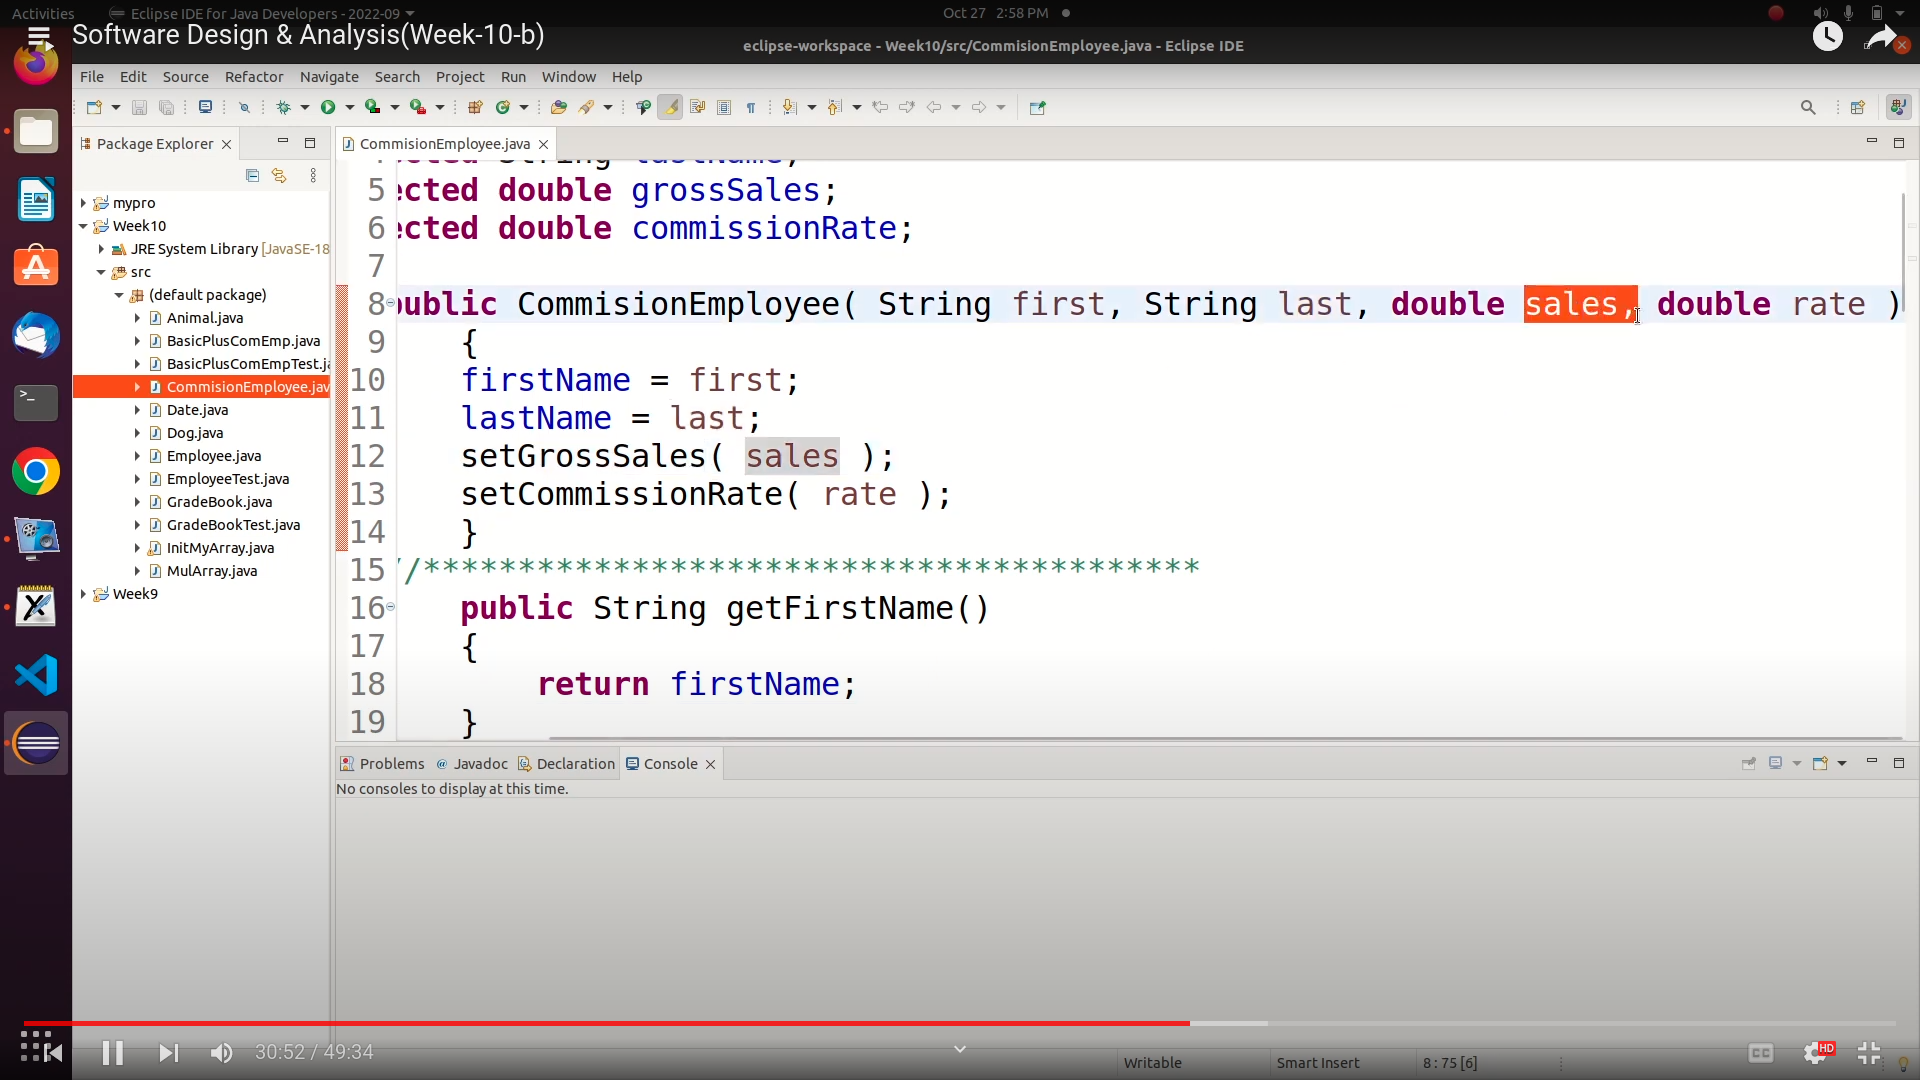 Activities
Eclipse IDE for Java Developers - 2022-09
Oct 27 2:58 PM
Software Design & Analysis(Week-10-b)
eclipse-workspace - Week10/src/CommisionEmployee.java - Eclipse IDE
File Edit Source Refactor Navigate Search Project Run Window Help
Package Explorer
CommisionEmployee.java
mypro
Week10
JRE System Library [JavaSE-18
src
(default package)
Animal.java
BasicPlusComEmp.java
BasicPlusComEmpTest.ja
CommisionEmployee.jav
Date.java
Dog.java
Employee.java
EmployeeTest.java
GradeBook.java
GradeBookTest.java
InitMyArray.java
MulArray.java
Week9
5 ected double grossSales;
6 ected double commissionRate;
7
8 public CommisionEmployee( String first, String last, double sales, double rate )
9 {
10 firstName = first;
11 lastName = last;
12 setGrossSales( sales );
13 setCommissionRate( rate );
14 }
15 //*****************************************
16 public String getFirstName()
17 {
18 return firstName;
19 }
Problems Javadoc Declaration Console
No consoles to display at this time.
30:52 / 49:34
CC
HD
Writable Smart Insert 8 : 75 [6]